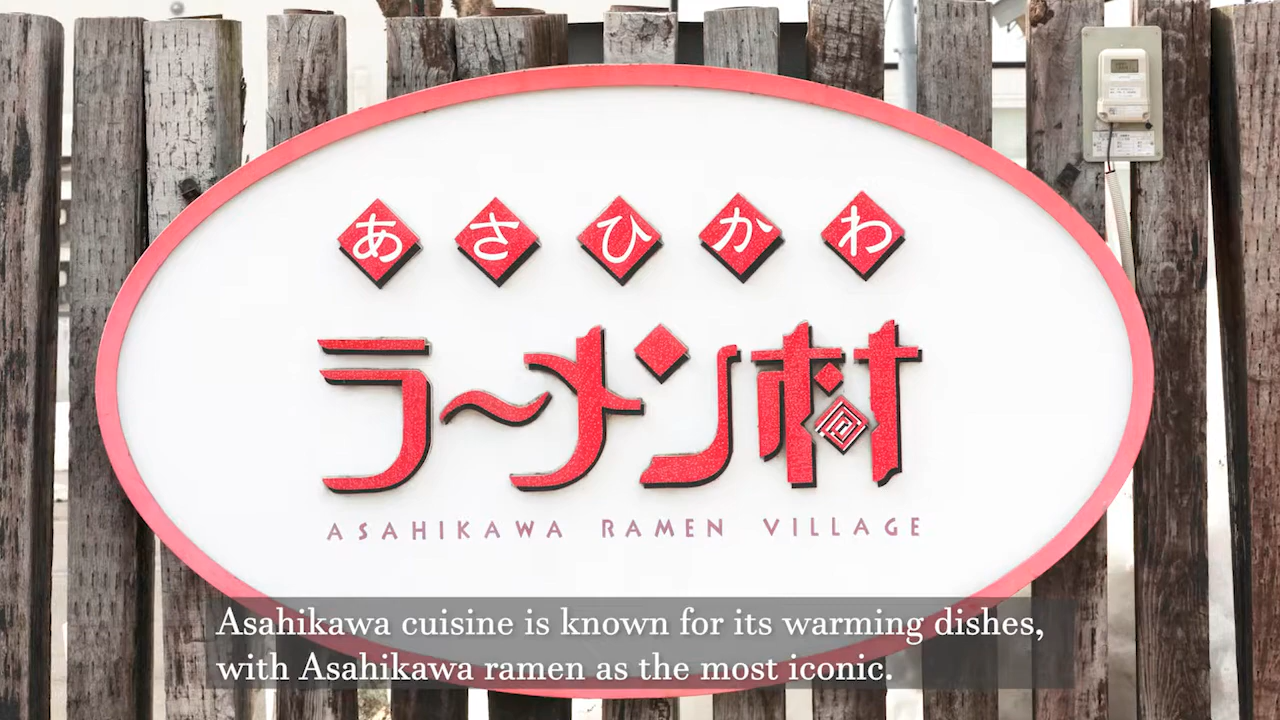 あさひかわ
ラーメン村
ASAHIKAWA RAMEN VILLAGE
Asahikawa cuisine is known for its warming dishes,
with Asahikawa ramen as the most iconic.